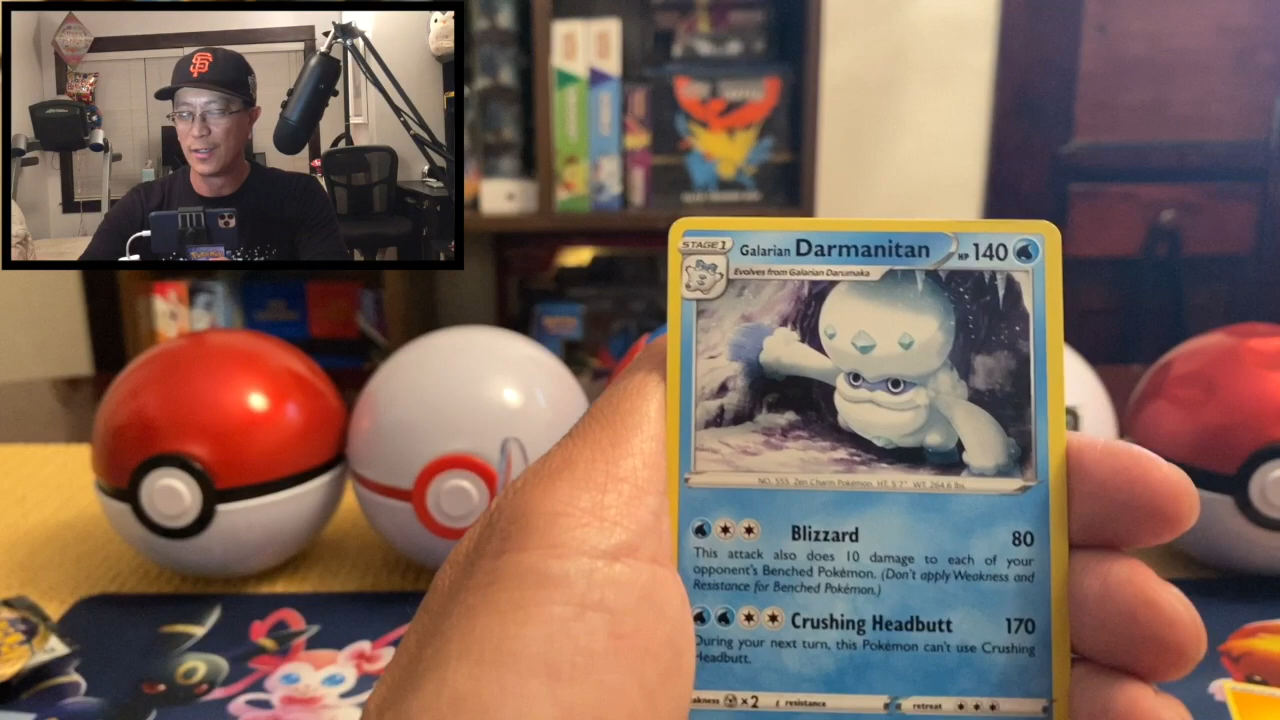 SF
STAGE 1
Galarian Darmanitan HP 140
Evolves from Galarian Darumaka
NO. 555 Zen Charm Pokémon HT: 5'7" WT: 264.6 lbs.
Blizzard 80
This attack also does 10 damage to each of your
opponent's Benched Pokémon. (Don't apply Weakness and
Resistance for Benched Pokémon.)
Crushing Headbutt 170
During your next turn, this Pokémon can't use Crushing
Headbutt.
weakness ×2 resistance retreat